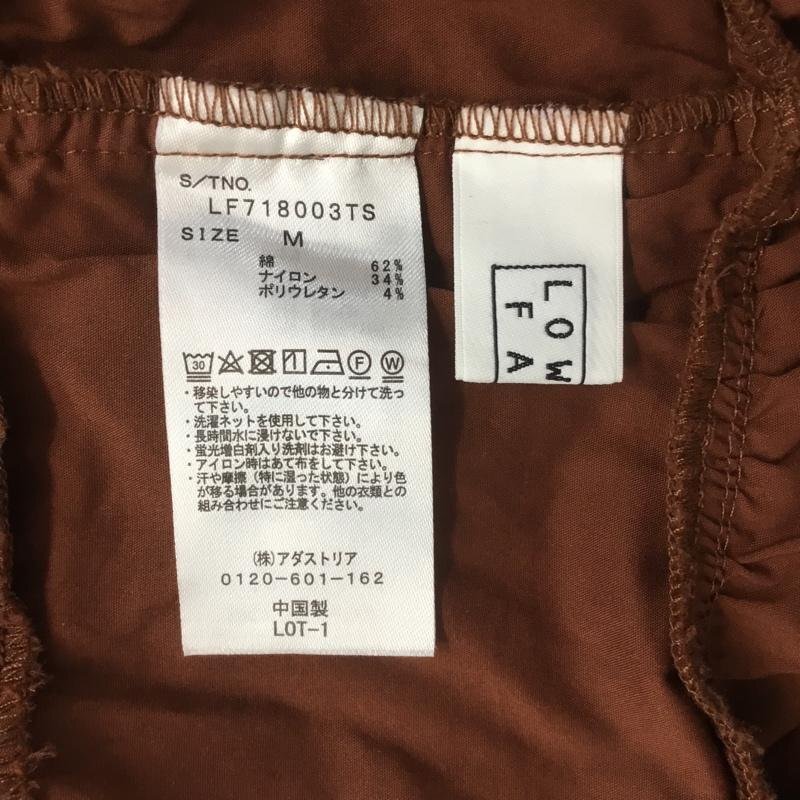 S/TNO.
LF718003TS
SIZE M
綿 62%
ナイロン 34%
ポリウレタン 4%
30
F W
・移染しやすいので他の物と分けて洗っ
て下さい。
・洗濯ネットを使用して下さい。
・長時間水に浸けないで下さい。
・蛍光増白剤入り洗剤はお避け下さい。
・アイロン時はあて布をして下さい。
・汗や摩擦（特に湿った状態）により色
が移る場合があります。他の衣類との
組み合わせにご注意ください。
(株)アダストリア
0120-601-162
中国製
LOT-1
LOW
FA